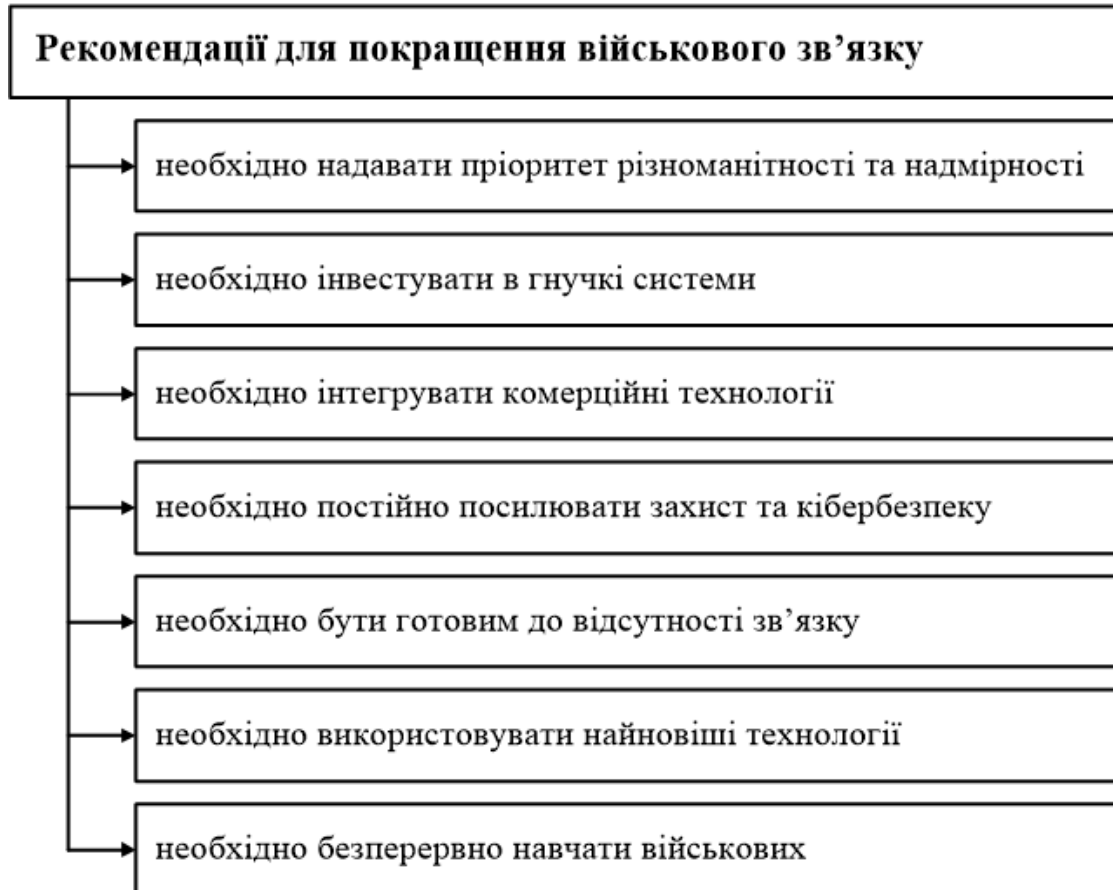 Рекомендації для покращення військового зв’язку
необхідно надавати пріоритет різноманітності та надмірності
необхідно інвестувати в гнучкі системи
необхідно інтегрувати комерційні технології
необхідно постійно посилювати захист та кібербезпеку
необхідно бути готовим до відсутності зв’язку
необхідно використовувати найновіші технології
необхідно безперервно навчати військових